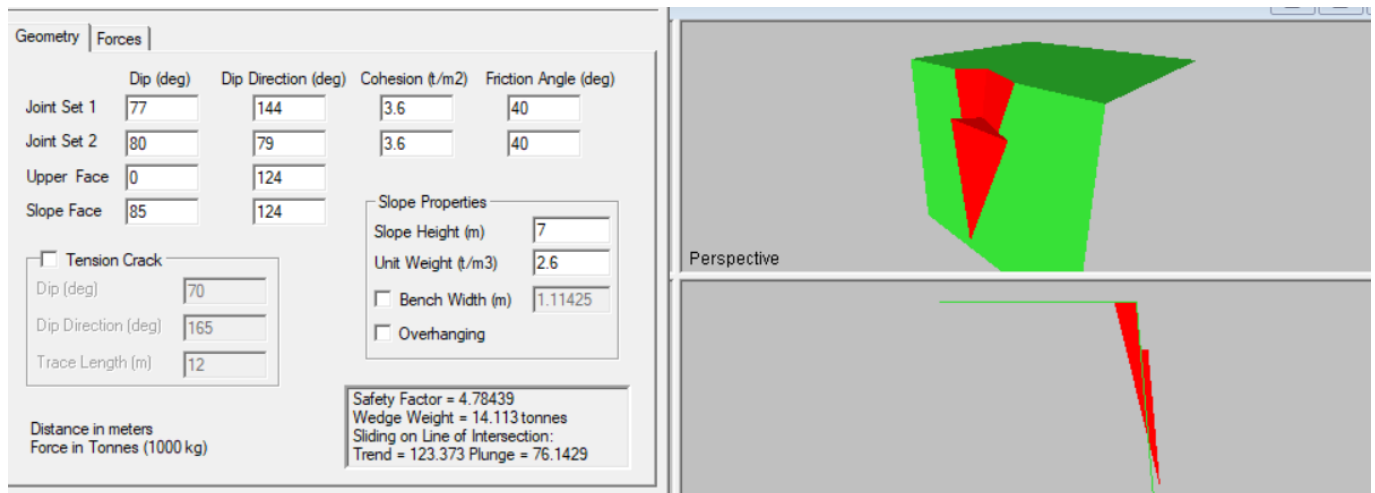 Geometry Forces
Dip (deg) Dip Direction (deg) Cohesion (t/m2) Friction Angle (deg)
Joint Set 1 77 144 3.6 40
Joint Set 2 80 79 3.6 40
Upper Face 0 124
Slope Face 85 124
Slope Properties
Slope Height (m) 7
Unit Weight (t/m3) 2.6
Bench Width (m) 1.11425
Overhanging
Tension Crack
Dip (deg) 70
Dip Direction (deg) 165
Trace Length (m) 12
Distance in meters
Force in Tonnes (1000 kg)
Safety Factor = 4.78439
Wedge Weight = 14.113 tonnes
Sliding on Line of Intersection:
Trend = 123.373 Plunge = 76.1429
Perspective